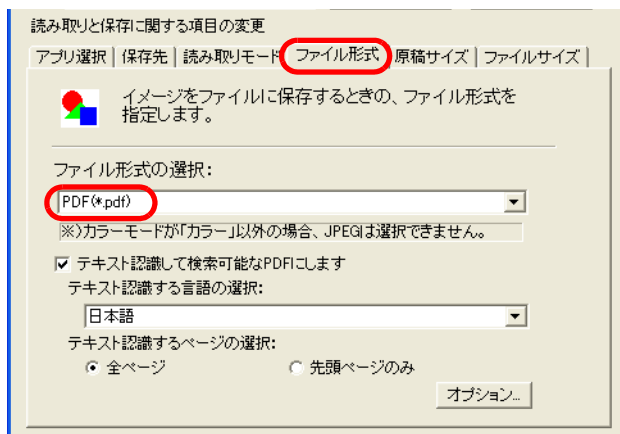 読み取りと保存に関する項目の変更
アプリ選択 保存先 読み取りモード ファイル形式 原稿サイズ ファイルサイズ
イメージをファイルに保存するときの、ファイル形式を
指定します。
ファイル形式の選択:
PDF(*.pdf)
※)カラーモードが「カラー」以外の場合、JPEGは選択できません。
テキスト認識して検索可能なPDFにします
テキスト認識する言語の選択:
日本語
テキスト認識するページの選択:
全ページ 先頭ページのみ
オプション...